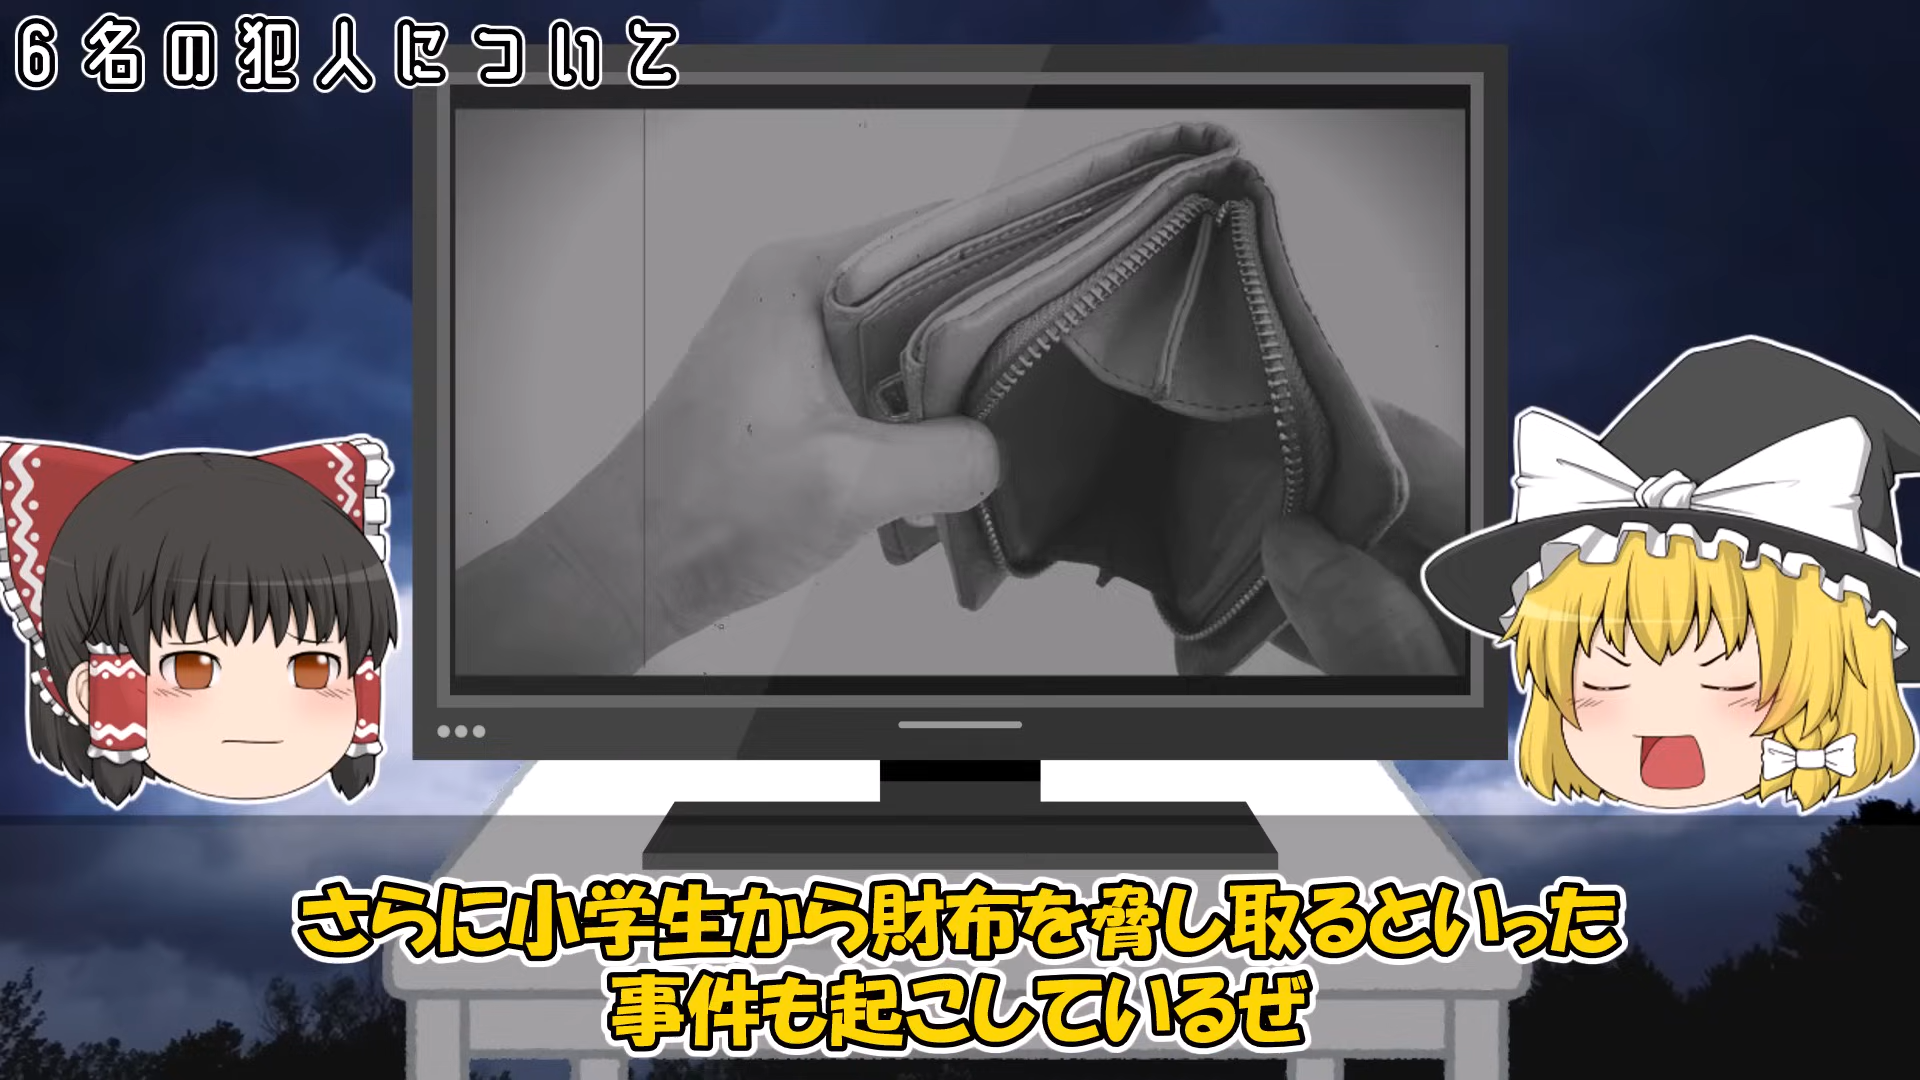 6名の犯人について
さらに小学生から財布を脅し取るといった
事件も起こしているぜ